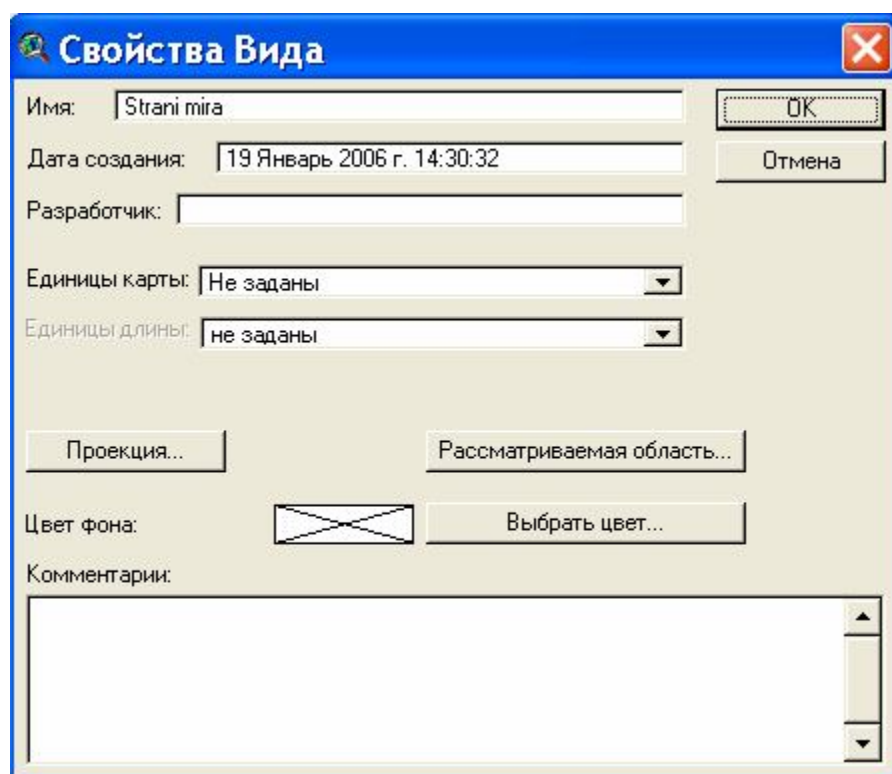 Свойства Вида
Имя: Strani mira
OK
Дата создания: 19 Январь 2006 г. 14:30:32
Отмена
Разработчик:
Единицы карты: Не заданы
Единицы длины: не заданы
Проекция... Рассматриваемая область...
Цвет фона: Выбрать цвет...
Комментарии: